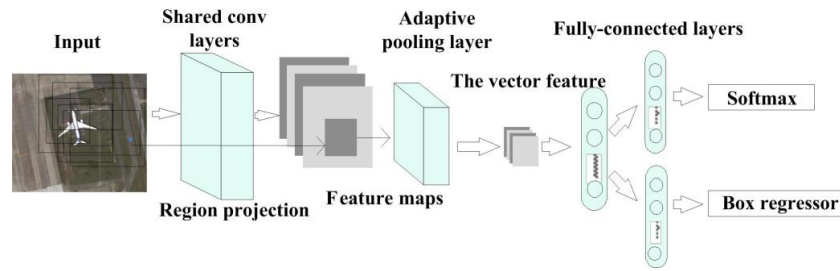 Input
Shared conv
layers
Adaptive
pooling layer
Fully-connected layers
The vector feature
Softmax
Region projection
Feature maps
Box regressor